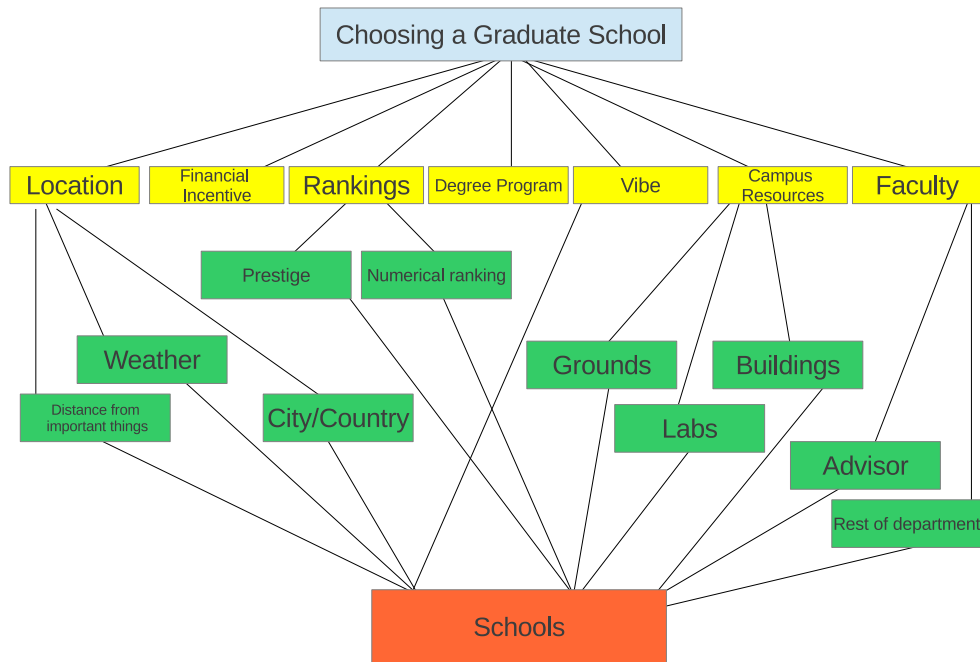 Choosing a Graduate School
Location
Financial
Incentive
Rankings
Degree Program
Vibe
Campus
Resources
Faculty
Prestige
Numerical ranking
Weather
Grounds
Buildings
Distance from
important things
City/Country
Labs
Advisor
Rest of department
Schools